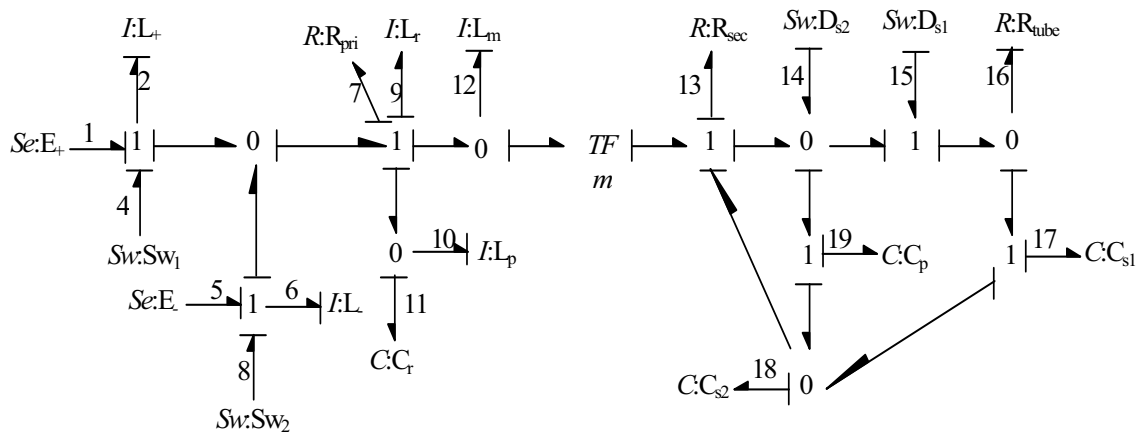 I:L₊ R:Rpri I:Lr I:Lm R:Rsec Sw:Ds2 Sw:Ds1 R:Rtube
2 7 9 12 13 14 15 16
Se:E₊ 1 1 0 1 0 TF 1 0 1 0
m
4 0 10 I:Lp 1 19 C:Cp 1 17 C:Cs1
Sw:Sw₁
Se:E₋ 5 1 6 I:L₋ 11
8 C:Cr C:Cs2 18 0
Sw:Sw₂